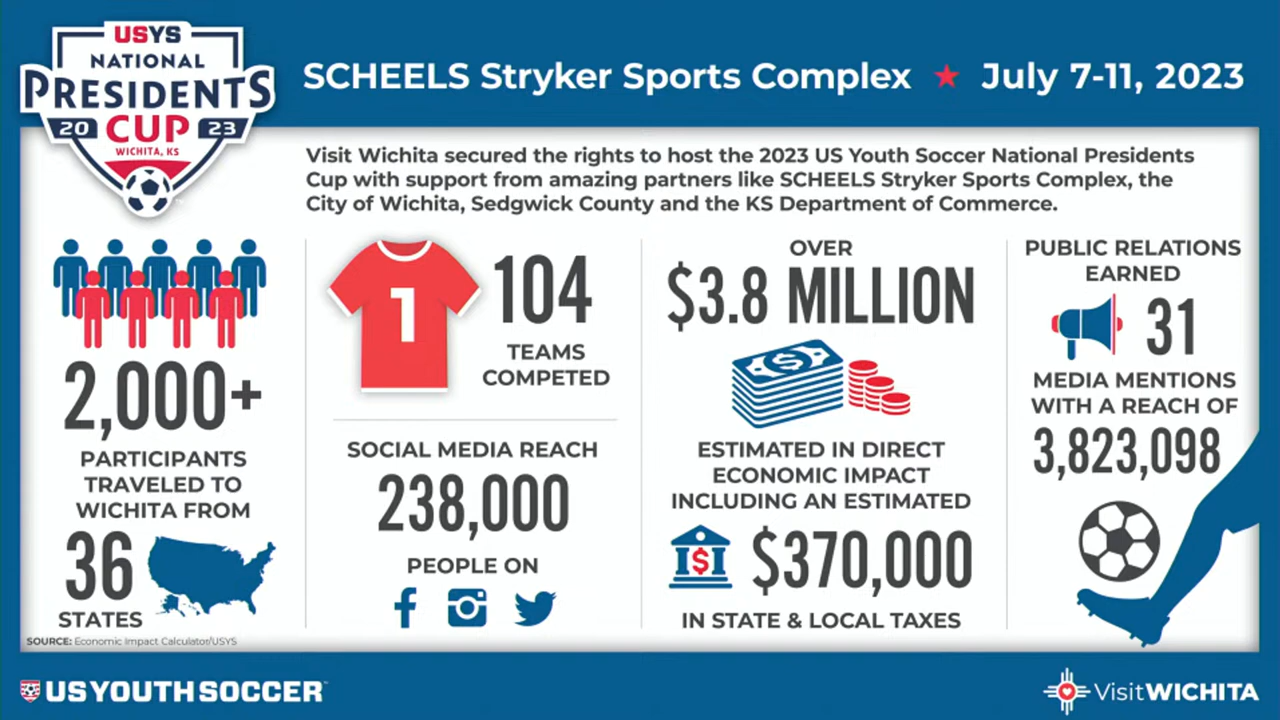 USYS
NATIONAL
PRESIDENTS
20 CUP 23
WICHITA, KS
SCHEELS Stryker Sports Complex ★ July 7-11, 2023
Visit Wichita secured the rights to host the 2023 US Youth Soccer National Presidents
Cup with support from amazing partners like SCHEELS Stryker Sports Complex, the
City of Wichita, Sedgwick County and the KS Department of Commerce.
2,000+
PARTICIPANTS
TRAVELED TO
WICHITA FROM
36
STATES
SOURCE: Economic Impact Calculator/USYS
1
104
TEAMS
COMPETED
SOCIAL MEDIA REACH
238,000
PEOPLE ON
OVER
$3.8 MILLION
$
ESTIMATED IN DIRECT
ECONOMIC IMPACT
INCLUDING AN ESTIMATED
$
$370,000
IN STATE & LOCAL TAXES
PUBLIC RELATIONS
EARNED
31
MEDIA MENTIONS
WITH A REACH OF
3,823,098
US YOUTH SOCCER
Visit WICHITA